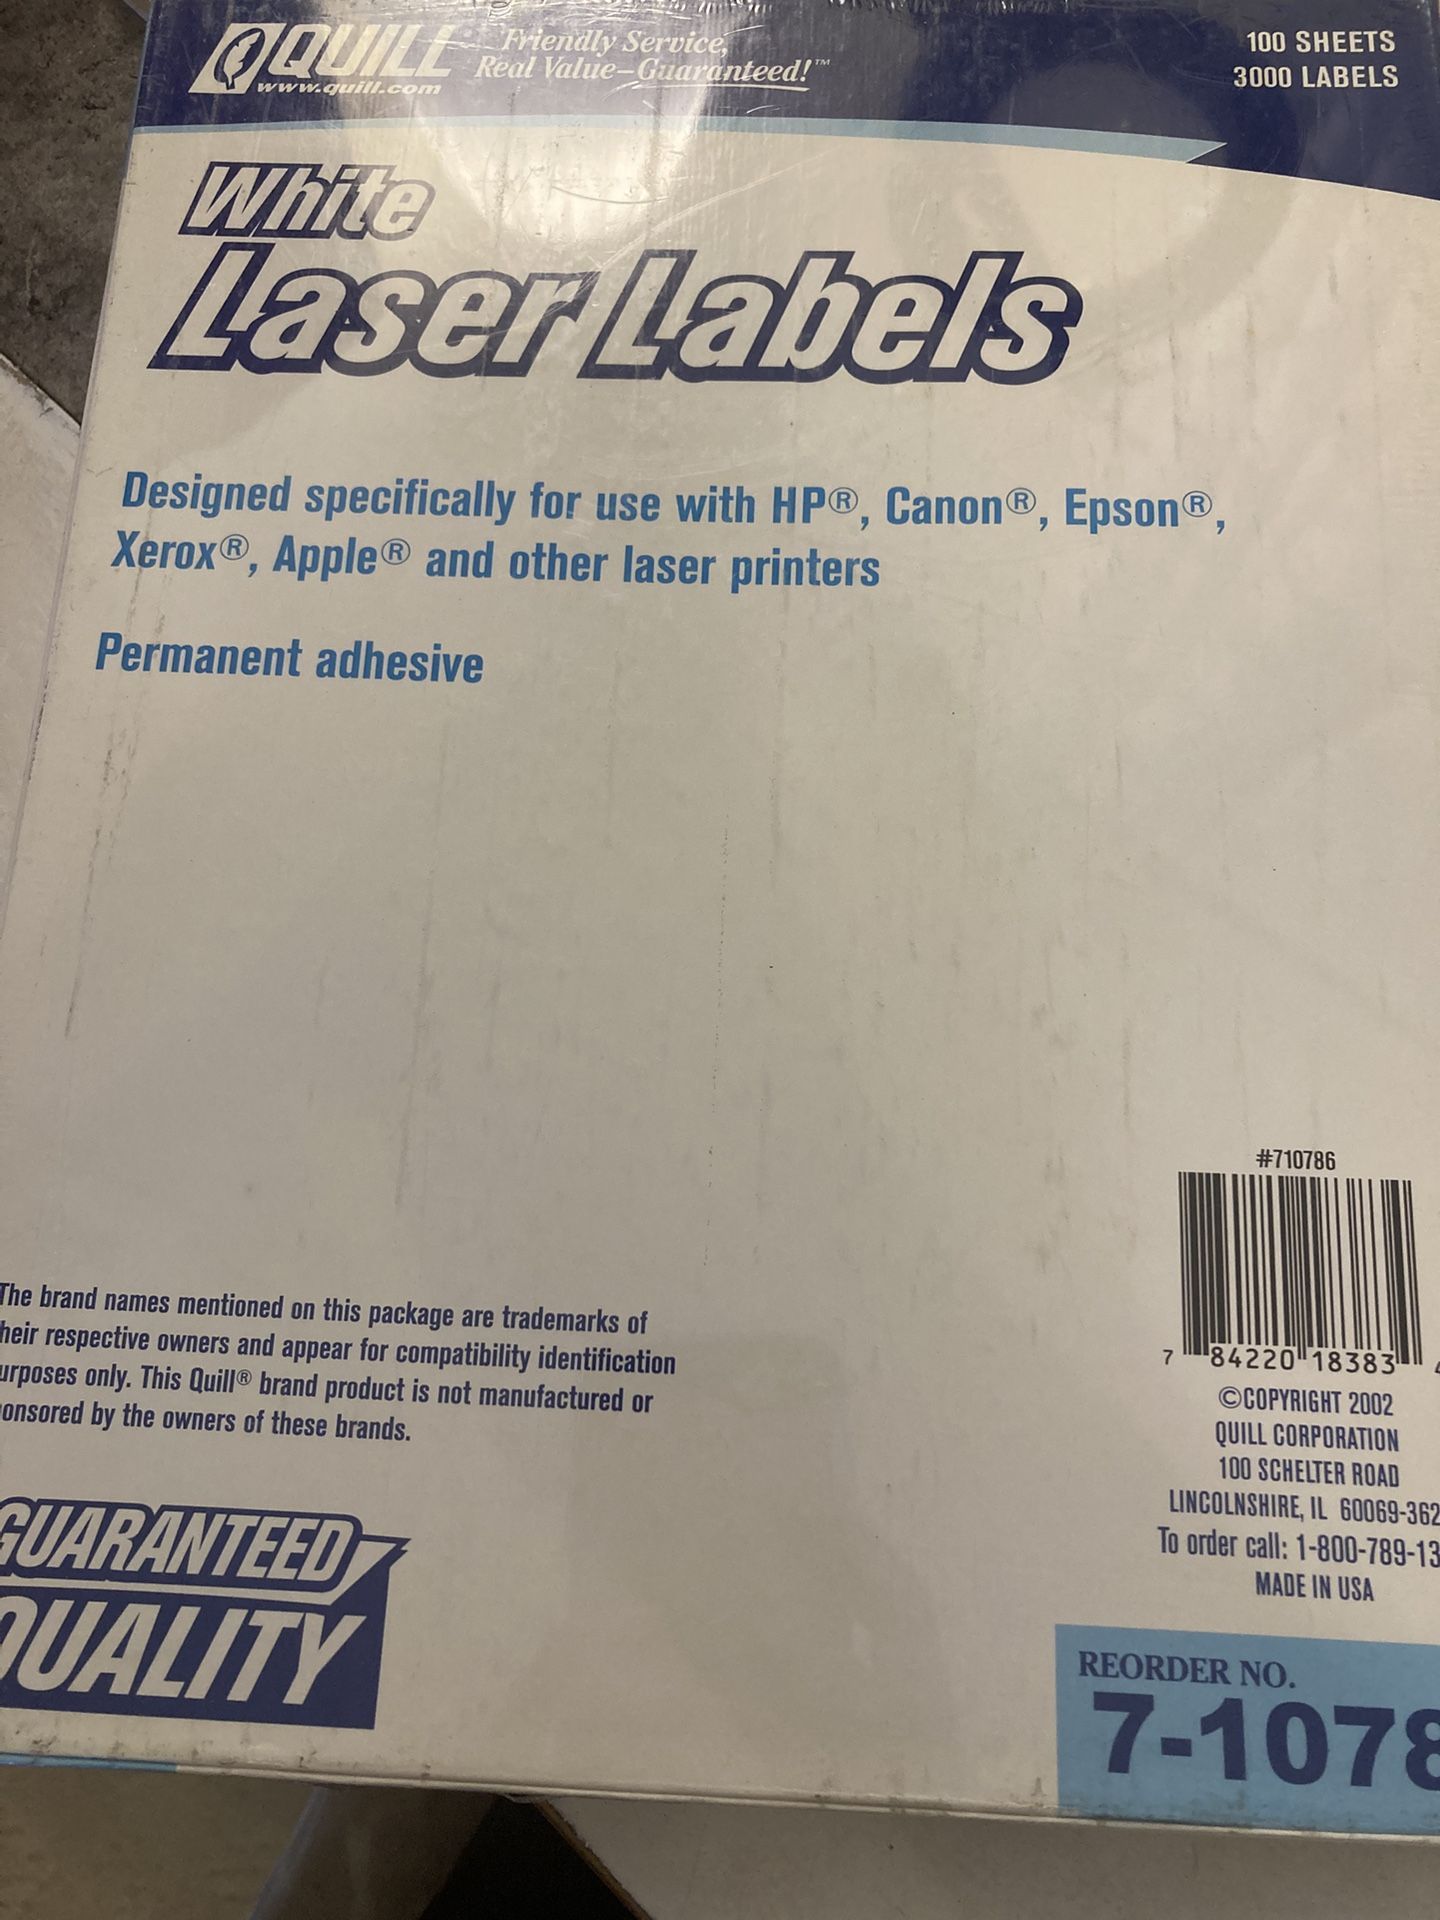 QUILL
www.quill.com
Friendly Service,
Real Value–Guaranteed!™
100 SHEETS
3000 LABELS
White
Laser Labels
Designed specifically for use with HP®, Canon®, Epson®,
Xerox®, Apple® and other laser printers
Permanent adhesive
#710786
7 84220 18383
The brand names mentioned on this package are trademarks of
heir respective owners and appear for compatibility identification
urposes only. This Quill® brand product is not manufactured or
onsored by the owners of these brands.
©COPYRIGHT 2002
QUILL CORPORATION
100 SCHELTER ROAD
LINCOLNSHIRE, IL 60069-362
To order call: 1-800-789-13
MADE IN USA
GUARANTEED
QUALITY
REORDER NO.
7-1078